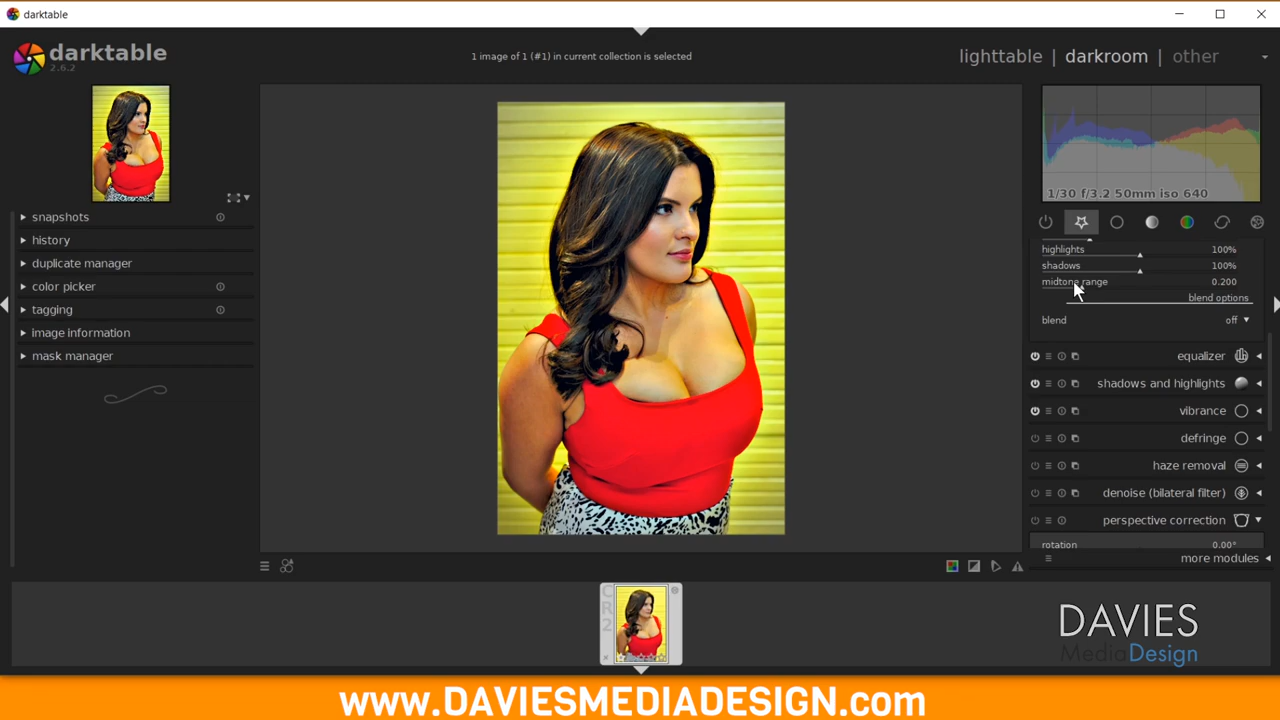 darktable
darktable
2.6.2
1 image of 1 (#1) in current collection is selected
lighttable | darkroom | other
snapshots
history
duplicate manager
color picker
tagging
image information
mask manager
1/30 f/3.2 50mm iso 640
highlights 100%
shadows 100%
midtone range 0.200
blend options
blend off
equalizer
shadows and highlights
vibrance
defringe
haze removal
denoise (bilateral filter)
perspective correction
rotation 0.00°
more modules
CR2
DAVIES
MediaDesign
www.DAVIESMEDIADESIGN.com